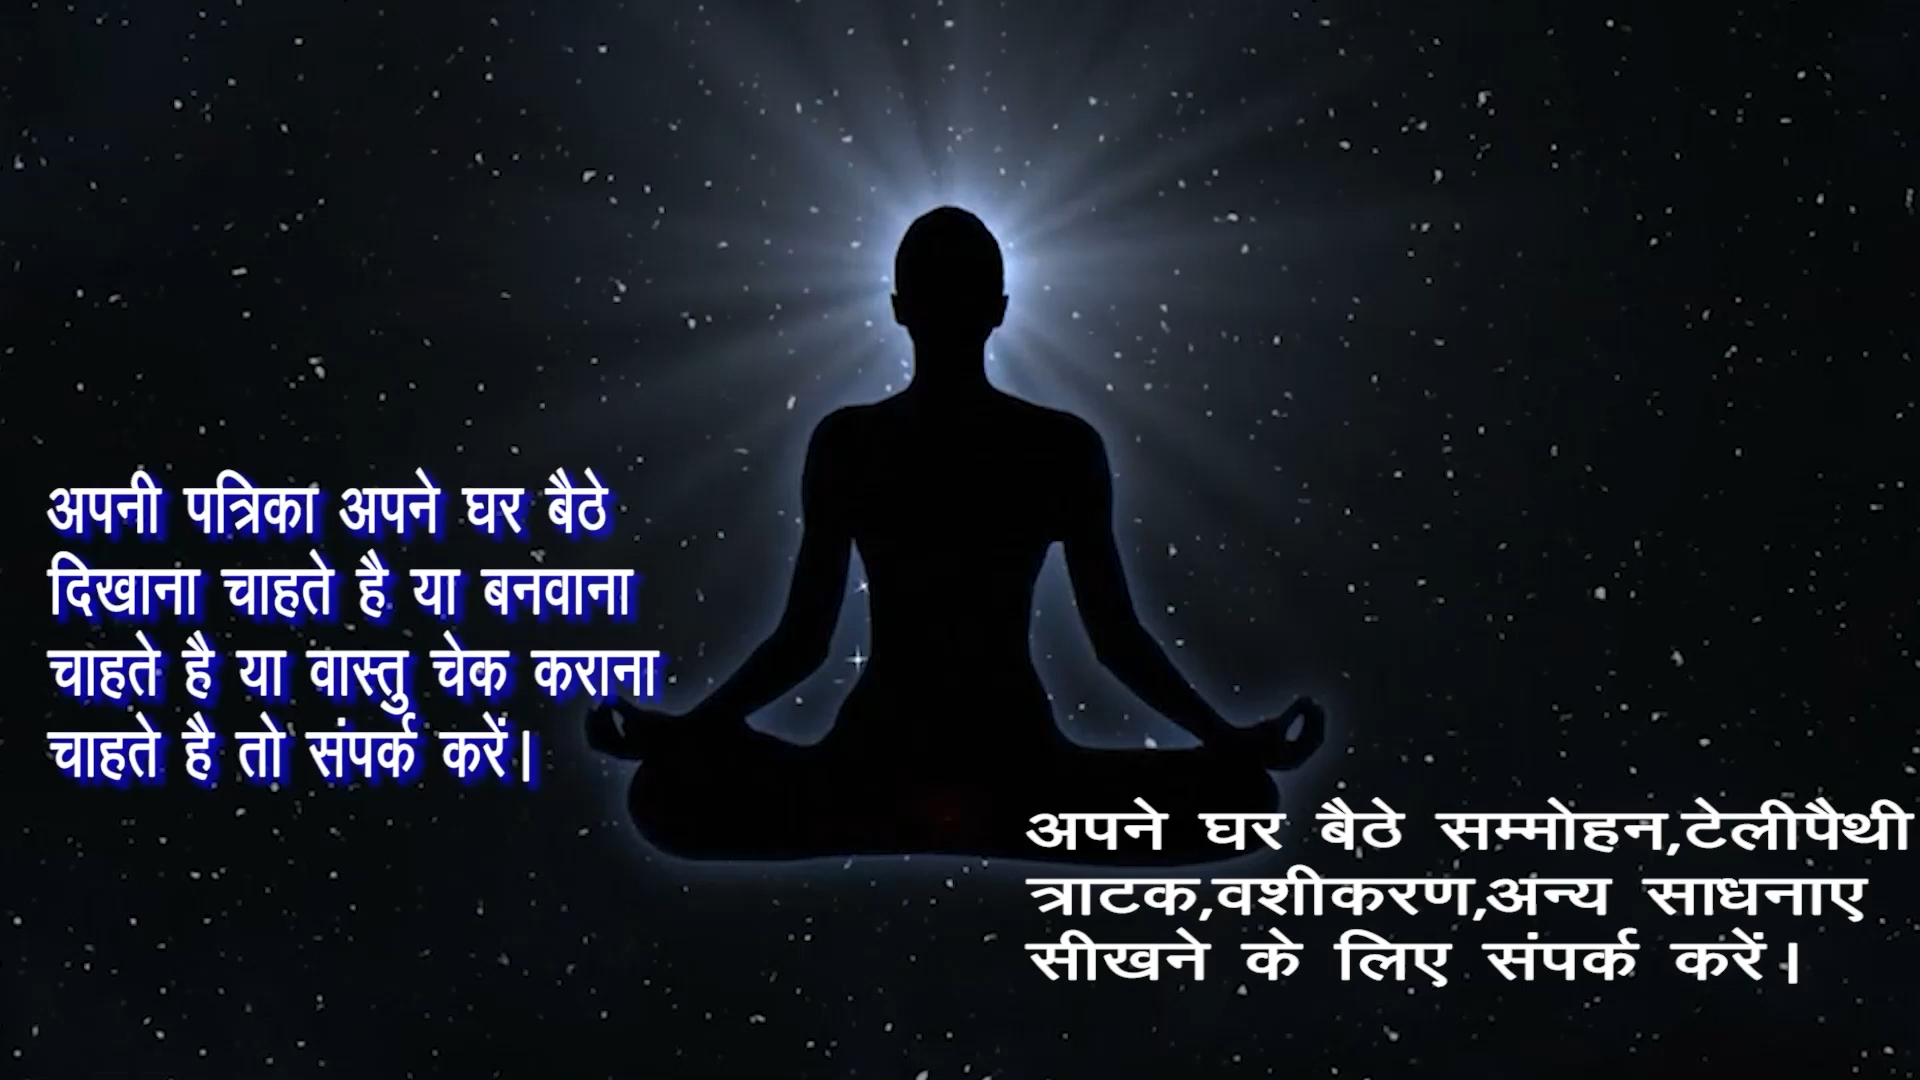 अपनी पत्रिका अपने घर बैठे
दिखाना चाहते है या बनवाना
चाहते है या वास्तु चेक कराना
चाहते है तो संपर्क करें।
अपने घर बैठे सम्मोहन,टेलीपैथी
त्राटक,वशीकरण,अन्य साधनाए
सीखने के लिए संपर्क करें।